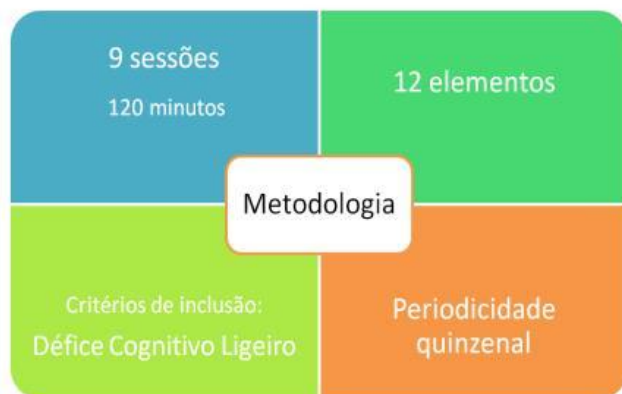 9 sessões
120 minutos
12 elementos
Metodologia
Critérios de inclusão:
Défice Cognitivo Ligeiro
Periodicidade
quinzenal